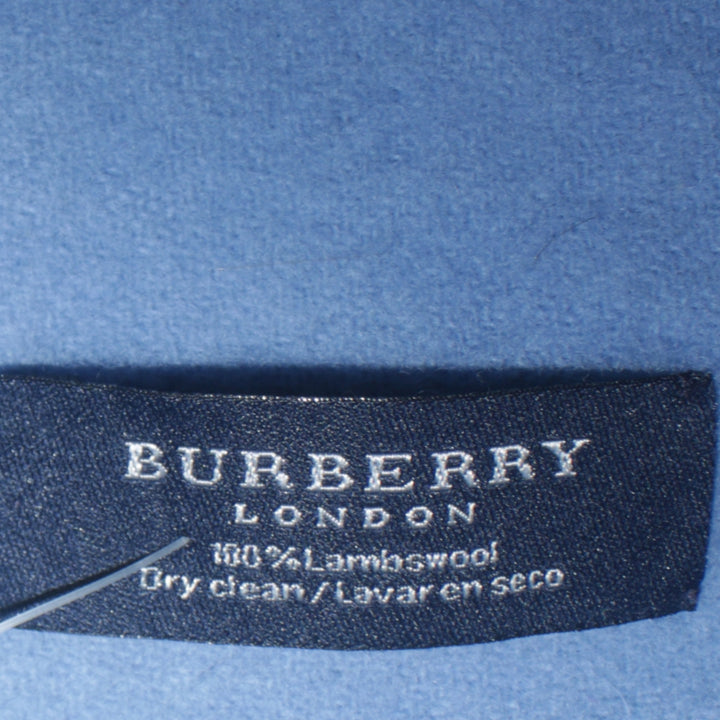 BURBERRY
LONDON
100% Lambswool
Dry clean / Lavar en seco